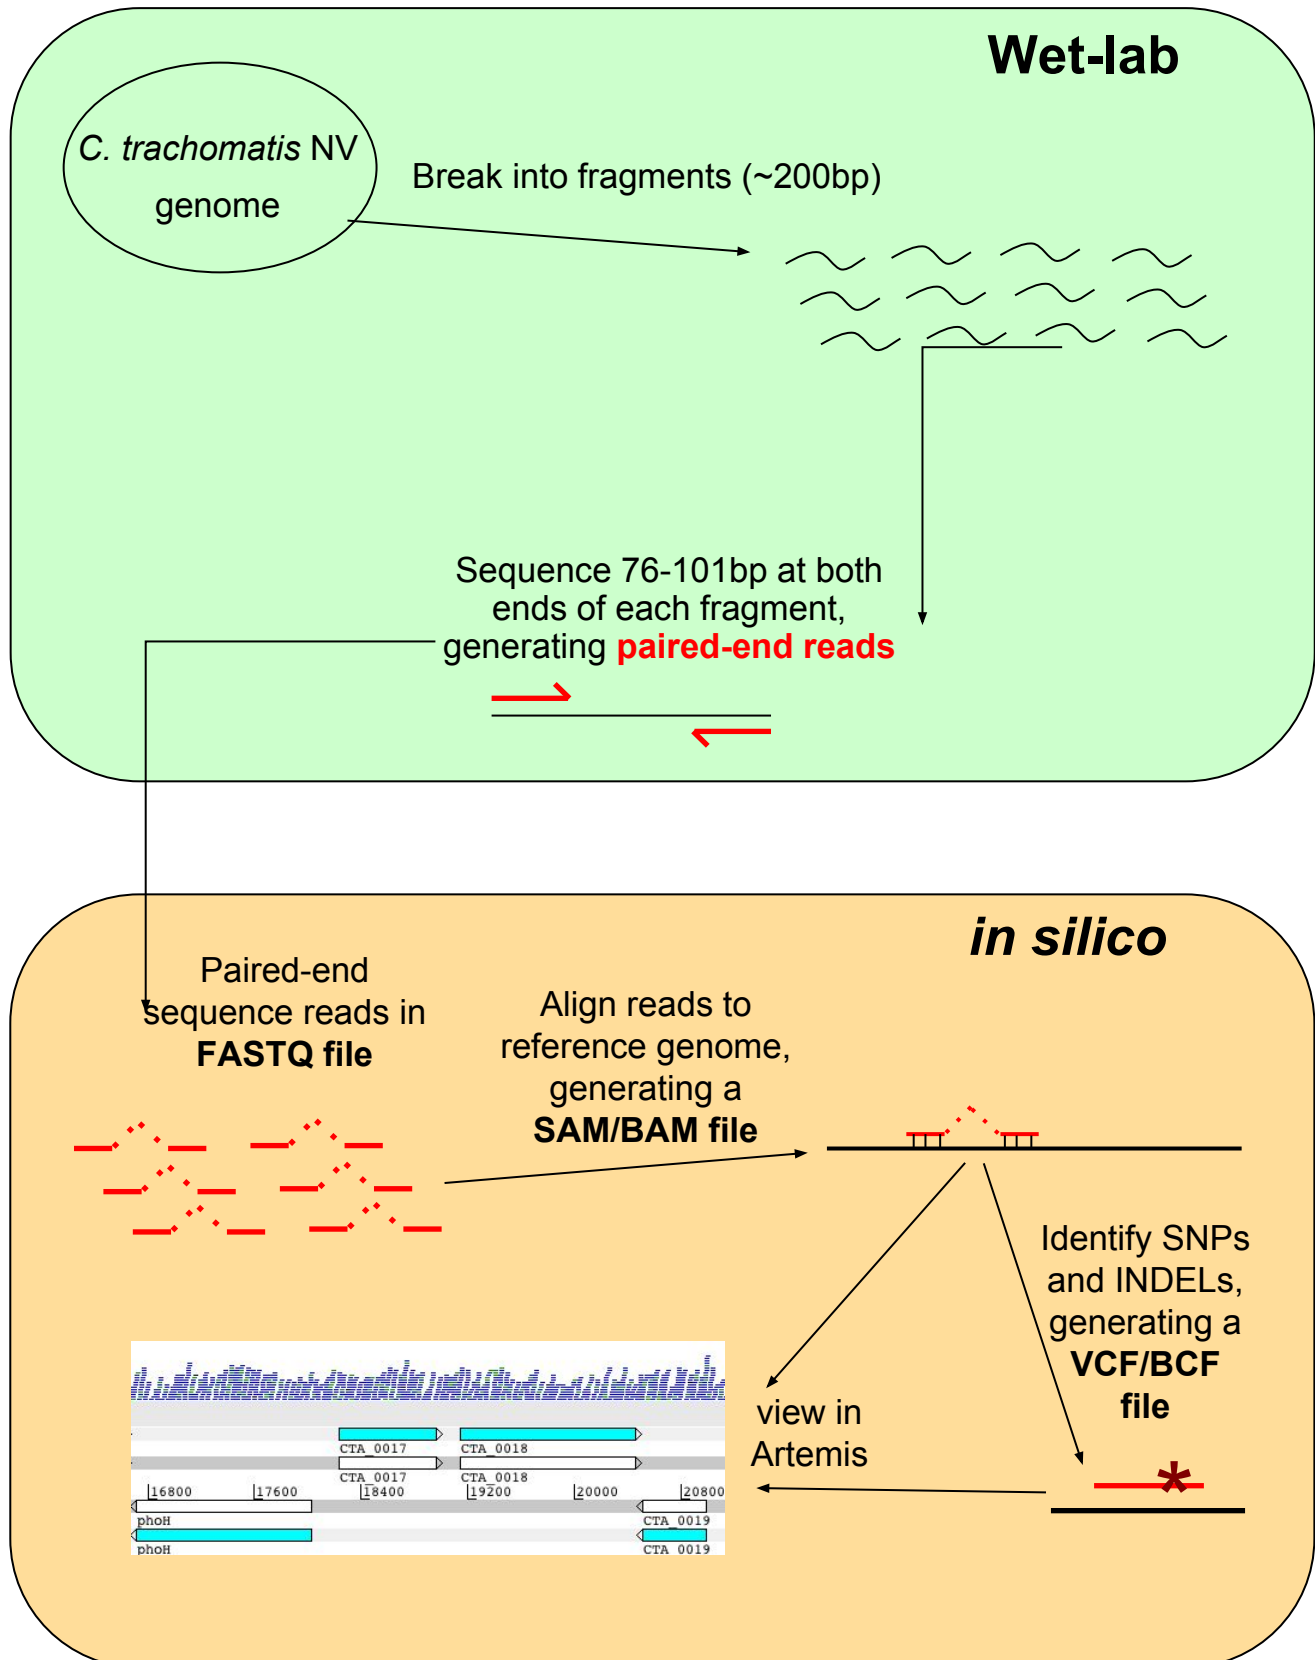 Wet-lab
C. trachomatis NV
genome
Break into fragments (~200bp)
Sequence 76-101bp at both
ends of each fragment,
generating paired-end reads
in silico
Paired-end
sequence reads in
FASTQ file
Align reads to
reference genome,
generating a
SAM/BAM file
Identify SNPs
and INDELs,
generating a
VCF/BCF
file
view in
Artemis
CTA_0017 CTA_0018
CTA_0017 CTA_0018
16800 17600 18400 19200 20000 20800
phoH CTA_0019
phoH CTA_0019